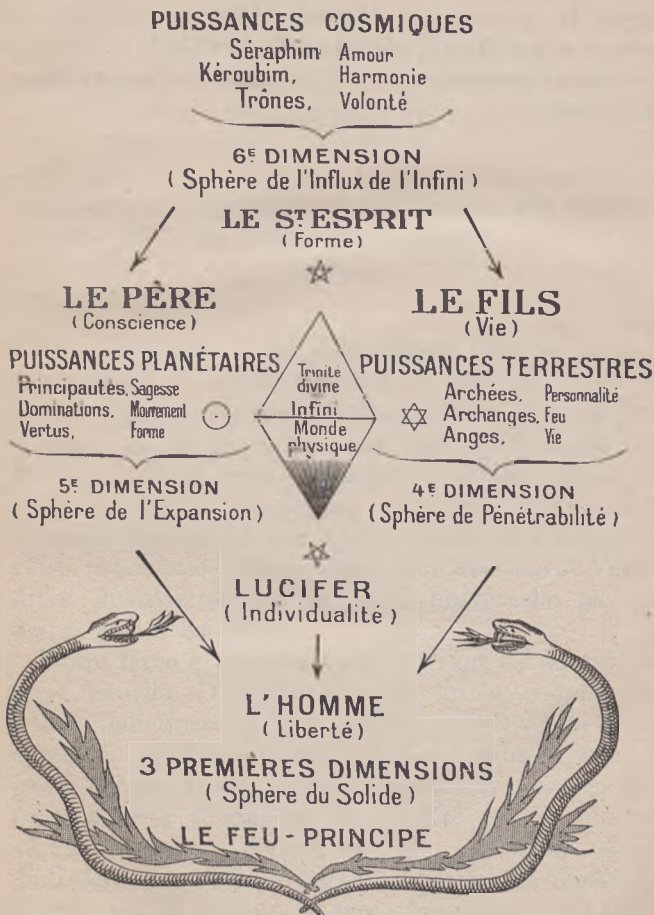 PUISSANCES COSMIQUES
Séraphim Amour
Kéroubim, Harmonie
Trônes, Volonté
6E DIMENSION
(Sphère de l'Influx de l'Infini)
LE ST ESPRIT
(Forme)
LE PÈRE
(Conscience)
LE FILS
(Vie)
PUISSANCES PLANÉTAIRES
Principautés, Sagesse
Dominations, Mouvement
Vertus, Forme
5E DIMENSION
(Sphère de l'Expansion)
Trinité
divine
Infini
Monde
physique
PUISSANCES TERRESTRES
Archées, Personnalité
Archanges, Feu
Anges, Vie
4E DIMENSION
(Sphère de Pénétrabilité)
LUCIFER
(Individualité)
L'HOMME
(Liberté)
3 PREMIÈRES DIMENSIONS
(Sphère du Solide)
LE FEU-PRINCIPE